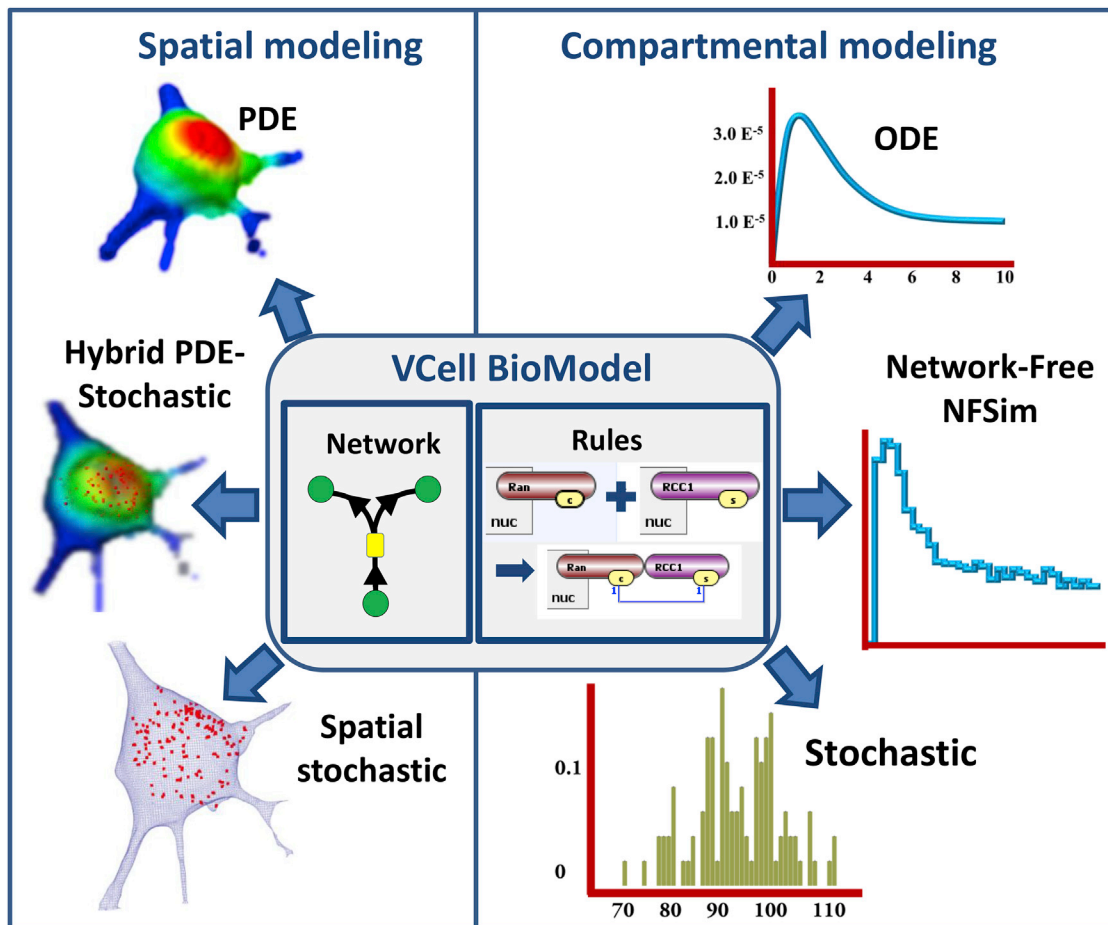 Spatial modeling
Compartmental modeling
PDE
ODE
3.0 E-5
2.0 E-5
1.0 E-5
0 2 4 6 8 10
Hybrid PDE-
Stochastic
VCell BioModel
Network-Free
NFSim
Network
Rules
Ran
c
nuc
RCC1
s
nuc
Ran
c
RCC1
s
1
1
nuc
Spatial
stochastic
Stochastic
0.1
0
70 80 90 100 110